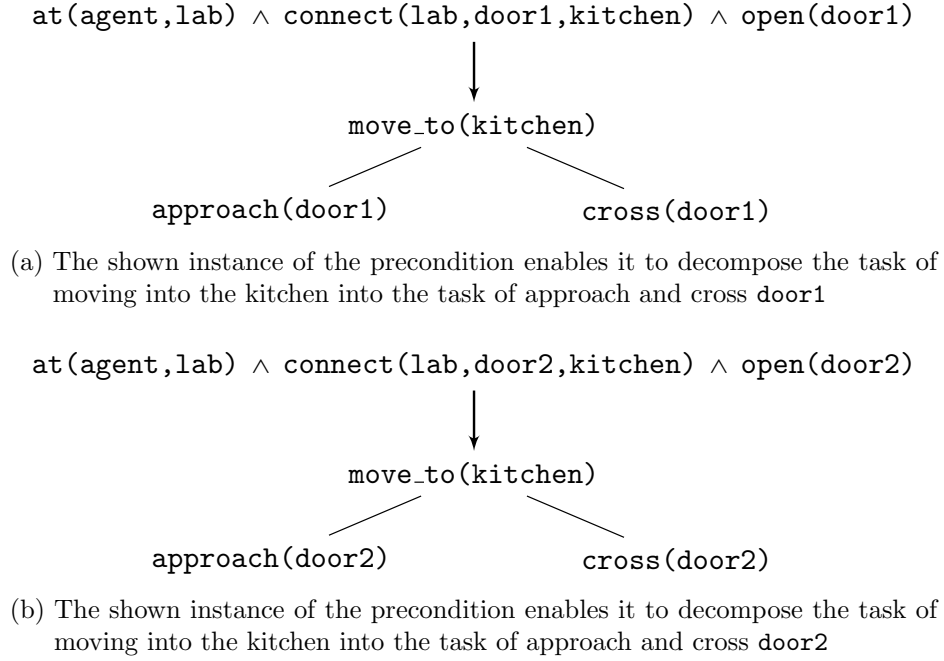 at(agent,lab) ∧ connect(lab,door1,kitchen) ∧ open(door1)
move_to(kitchen)
approach(door1) cross(door1)
(a) The shown instance of the precondition enables it to decompose the task of
moving into the kitchen into the task of approach and cross door1
at(agent,lab) ∧ connect(lab,door2,kitchen) ∧ open(door2)
move_to(kitchen)
approach(door2) cross(door2)
(b) The shown instance of the precondition enables it to decompose the task of
moving into the kitchen into the task of approach and cross door2